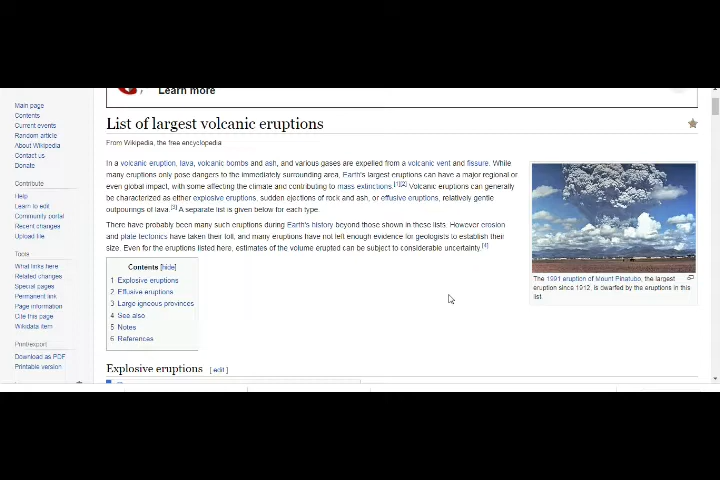 Learn more
Main page
Contents
Current events
Random article
About Wikipedia
Contact us
Donate
Contribute
Help
Learn to edit
Community portal
Recent changes
Upload file
Tools
What links here
Related changes
Special pages
Permanent link
Page information
Cite this page
Wikidata item
Print/export
Download as PDF
Printable version
List of largest volcanic eruptions
From Wikipedia, the free encyclopedia
In a volcanic eruption, lava, volcanic bombs and ash, and various gases are expelled from a volcanic vent and fissure. While
many eruptions only pose dangers to the immediately surrounding area, Earth's largest eruptions can have a major regional or
even global impact, with some affecting the climate and contributing to mass extinctions.[1][2] Volcanic eruptions can generally
be characterized as either explosive eruptions, sudden ejections of rock and ash, or effusive eruptions, relatively gentle
outpourings of lava.[3] A separate list is given below for each type.
There have probably been many such eruptions during Earth's history beyond those shown in these lists. However erosion
and plate tectonics have taken their toll, and many eruptions have not left enough evidence for geologists to establish their
size. Even for the eruptions listed here, estimates of the volume erupted can be subject to considerable uncertainty.[4]
Contents [hide]
1 Explosive eruptions
2 Effusive eruptions
3 Large igneous provinces
4 See also
5 Notes
6 References
Explosive eruptions [ edit ]
The 1991 eruption of Mount Pinatubo, the largest
eruption since 1912, is dwarfed by the eruptions in this
list.